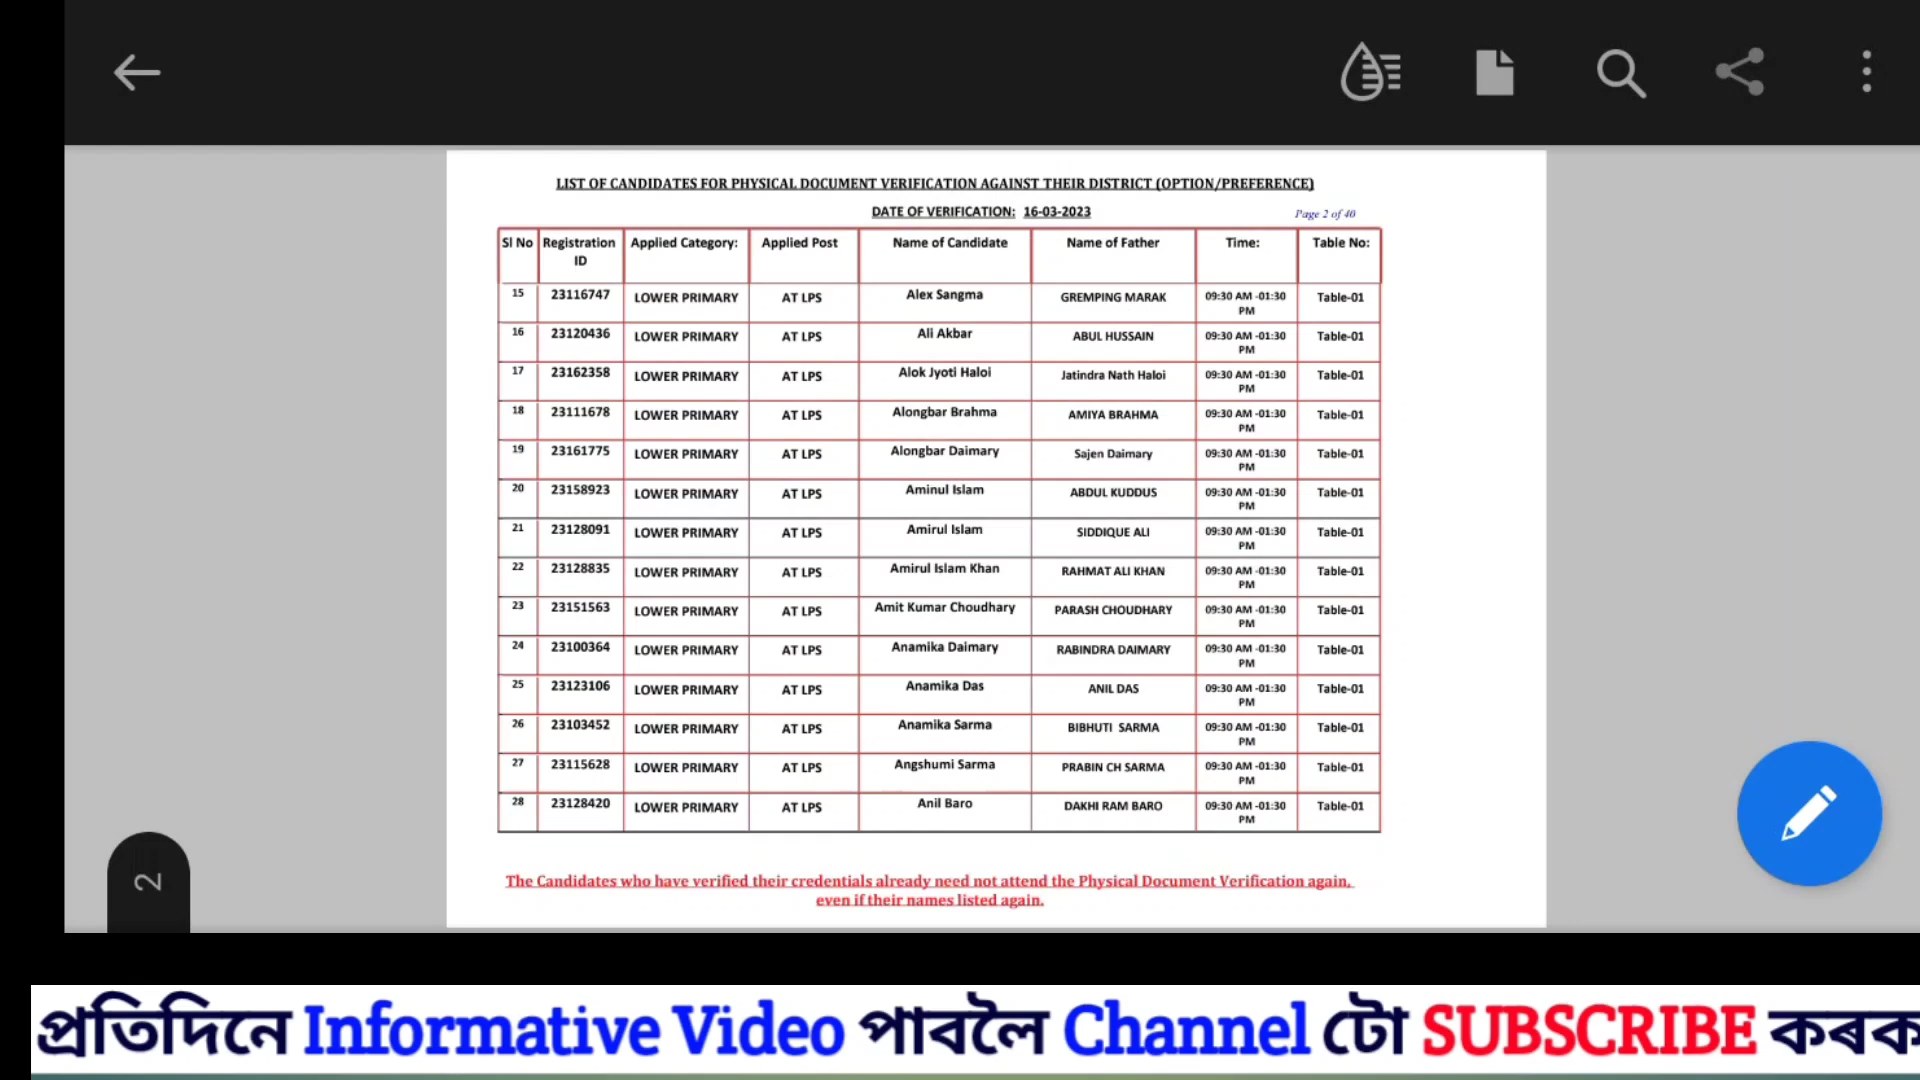 LIST OF CANDIDATES FOR PHYSICAL DOCUMENT VERIFICATION AGAINST THEIR DISTRICT (OPTION/PREFERENCE)
DATE OF VERIFICATION: 16-03-2023
Page 2 of 40
Sl No Registration ID Applied Category: Applied Post Name of Candidate Name of Father Time: Table No:
15 23116747 LOWER PRIMARY AT LPS Alex Sangma GREMPING MARAK 09:30 AM -01:30 PM Table-01
16 23120436 LOWER PRIMARY AT LPS Ali Akbar ABUL HUSSAIN 09:30 AM -01:30 PM Table-01
17 23162358 LOWER PRIMARY AT LPS Alok Jyoti Haloi Jatindra Nath Haloi 09:30 AM -01:30 PM Table-01
18 23111678 LOWER PRIMARY AT LPS Alongbar Brahma AMIYA BRAHMA 09:30 AM -01:30 PM Table-01
19 23161775 LOWER PRIMARY AT LPS Alongbar Daimary Sajen Daimary 09:30 AM -01:30 PM Table-01
20 23158923 LOWER PRIMARY AT LPS Aminul Islam ABDUL KUDDUS 09:30 AM -01:30 PM Table-01
21 23128091 LOWER PRIMARY AT LPS Amirul Islam SIDDIQUE ALI 09:30 AM -01:30 PM Table-01
22 23128835 LOWER PRIMARY AT LPS Amirul Islam Khan RAHMAT ALI KHAN 09:30 AM -01:30 PM Table-01
23 23151563 LOWER PRIMARY AT LPS Amit Kumar Choudhary PARASH CHOUDHARY 09:30 AM -01:30 PM Table-01
24 23100364 LOWER PRIMARY AT LPS Anamika Daimary RABINDRA DAIMARY 09:30 AM -01:30 PM Table-01
25 23123106 LOWER PRIMARY AT LPS Anamika Das ANIL DAS 09:30 AM -01:30 PM Table-01
26 23103452 LOWER PRIMARY AT LPS Anamika Sarma BIBHUTI SARMA 09:30 AM -01:30 PM Table-01
27 23115628 LOWER PRIMARY AT LPS Angshumi Sarma PRABIN CH SARMA 09:30 AM -01:30 PM Table-01
28 23128420 LOWER PRIMARY AT LPS Anil Baro DAKHI RAM BARO 09:30 AM -01:30 PM Table-01
The Candidates who have verified their credentials already need not attend the Physical Document Verification again,
even if their names listed again.
2
প্ৰতিদিনে Informative Video পাবলৈ Channel টো SUBSCRIBE কৰক